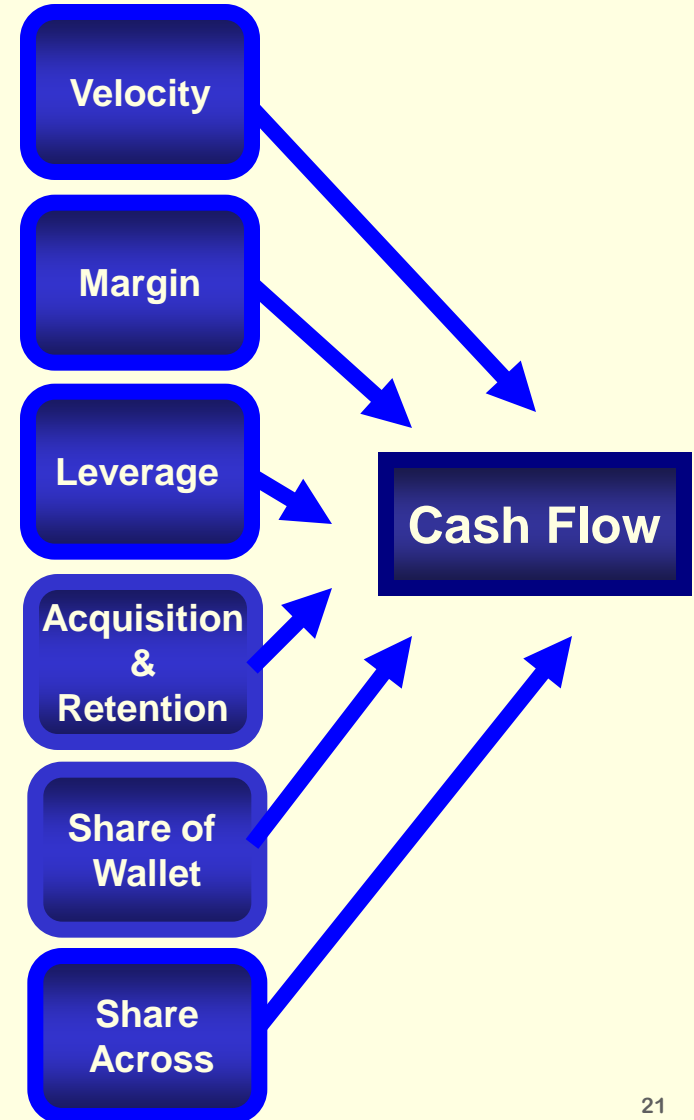 Velocity
Margin
Leverage
Cash Flow
Acquisition
&
Retention
Share of
Wallet
Share
Across
21